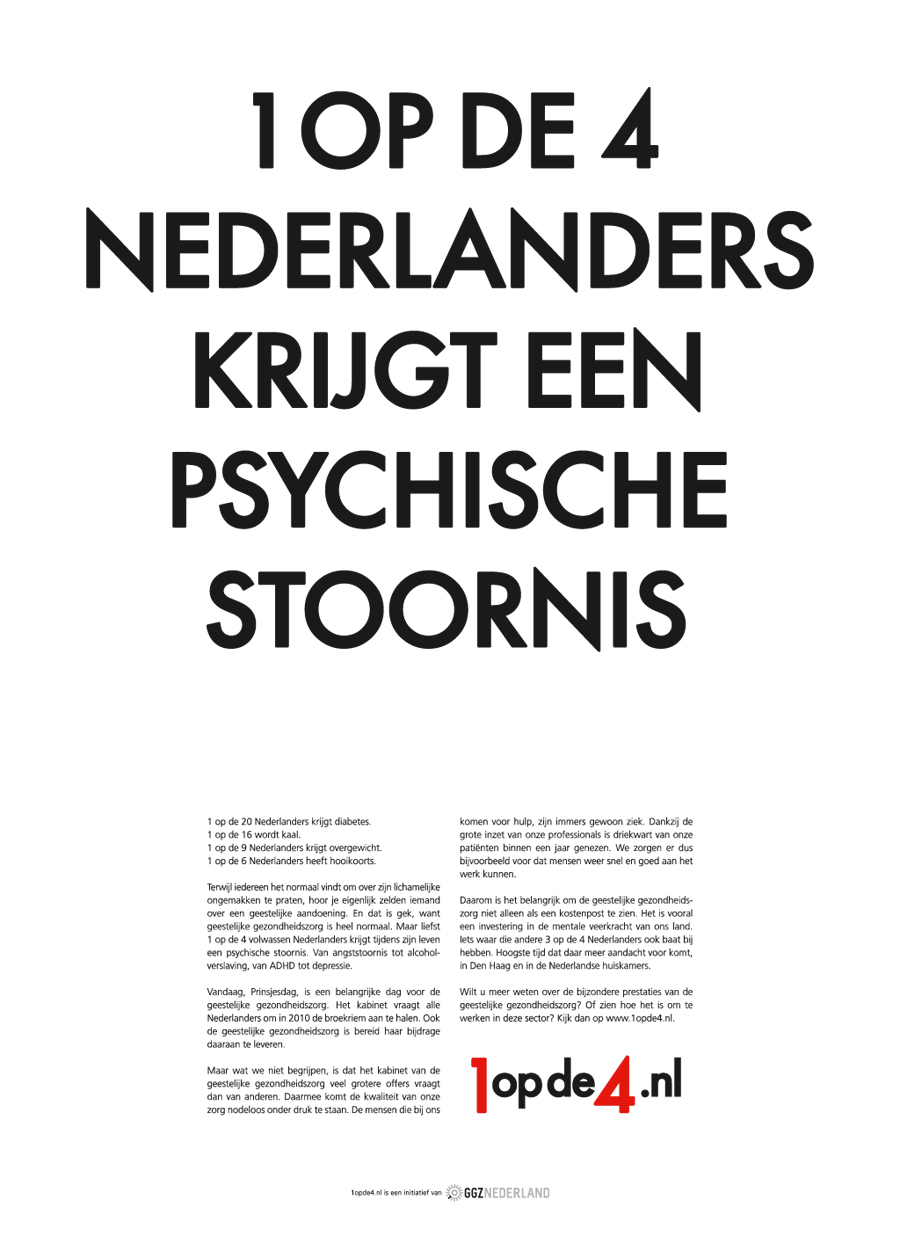 1 OP DE 4
NEDERLANDERS
KRIJGT EEN
PSYCHISCHE
STOORNIS
1 op de 20 Nederlanders krijgt diabetes.
1 op de 16 wordt kaal.
1 op de 9 Nederlanders krijgt overgewicht.
1 op de 6 Nederlanders heeft hooikoorts.
Terwijl iedereen het normaal vindt om over zijn lichamelijke
ongemakken te praten, hoor je eigenlijk zelden iemand
over een geestelijke aandoening. En dat is gek, want
geestelijke gezondheidszorg is heel normaal. Maar liefst
1 op de 4 volwassen Nederlanders krijgt tijdens zijn leven
een psychische stoornis. Van angststoornis tot alcohol-
verslaving, van ADHD tot depressie.
Vandaag, Prinsjesdag, is een belangrijke dag voor de
geestelijke gezondheidszorg. Het kabinet vraagt alle
Nederlanders om in 2010 de broekriem aan te halen. Ook
de geestelijke gezondheidszorg is bereid haar bijdrage
daaraan te leveren.
Maar wat we niet begrijpen, is dat het kabinet van de
geestelijke gezondheidszorg veel grotere offers vraagt
dan van anderen. Daarmee komt de kwaliteit van onze
zorg nodeloos onder druk te staan. De mensen die bij ons
komen voor hulp, zijn immers gewoon ziek. Dankzij de
grote inzet van onze professionals is driekwart van onze
patiënten binnen een jaar genezen. We zorgen er dus
bijvoorbeeld voor dat mensen weer snel en goed aan het
werk kunnen.
Daarom is het belangrijk om de geestelijke gezondheids-
zorg niet alleen als een kostenpost te zien. Het is vooral
een investering in de mentale veerkracht van ons land.
Iets waar die andere 3 op de 4 Nederlanders ook baat bij
hebben. Hoogste tijd dat daar meer aandacht voor komt,
in Den Haag en in de Nederlandse huiskamers.
Wilt u meer weten over de bijzondere prestaties van de
geestelijke gezondheidszorg? Of zien hoe het is om te
werken in deze sector? Kijk dan op www.1opde4.nl.
1opde4.nl
1opde4.nl is een initiatief van GGZNEDERLAND